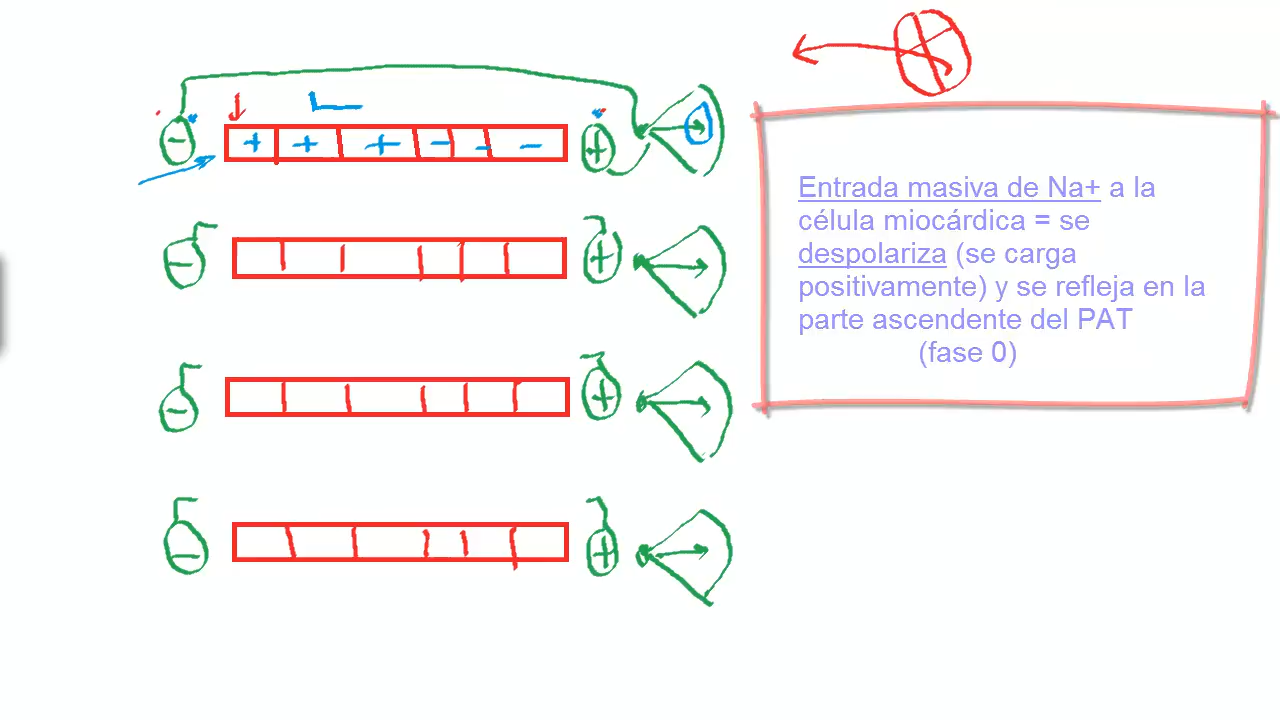 - + + + - - - +
Entrada masiva de Na+ a la
célula miocárdica = se
despolariza (se carga
positivamente) y se refleja en la
parte ascendente del PAT
(fase 0)
- +
- +
- +